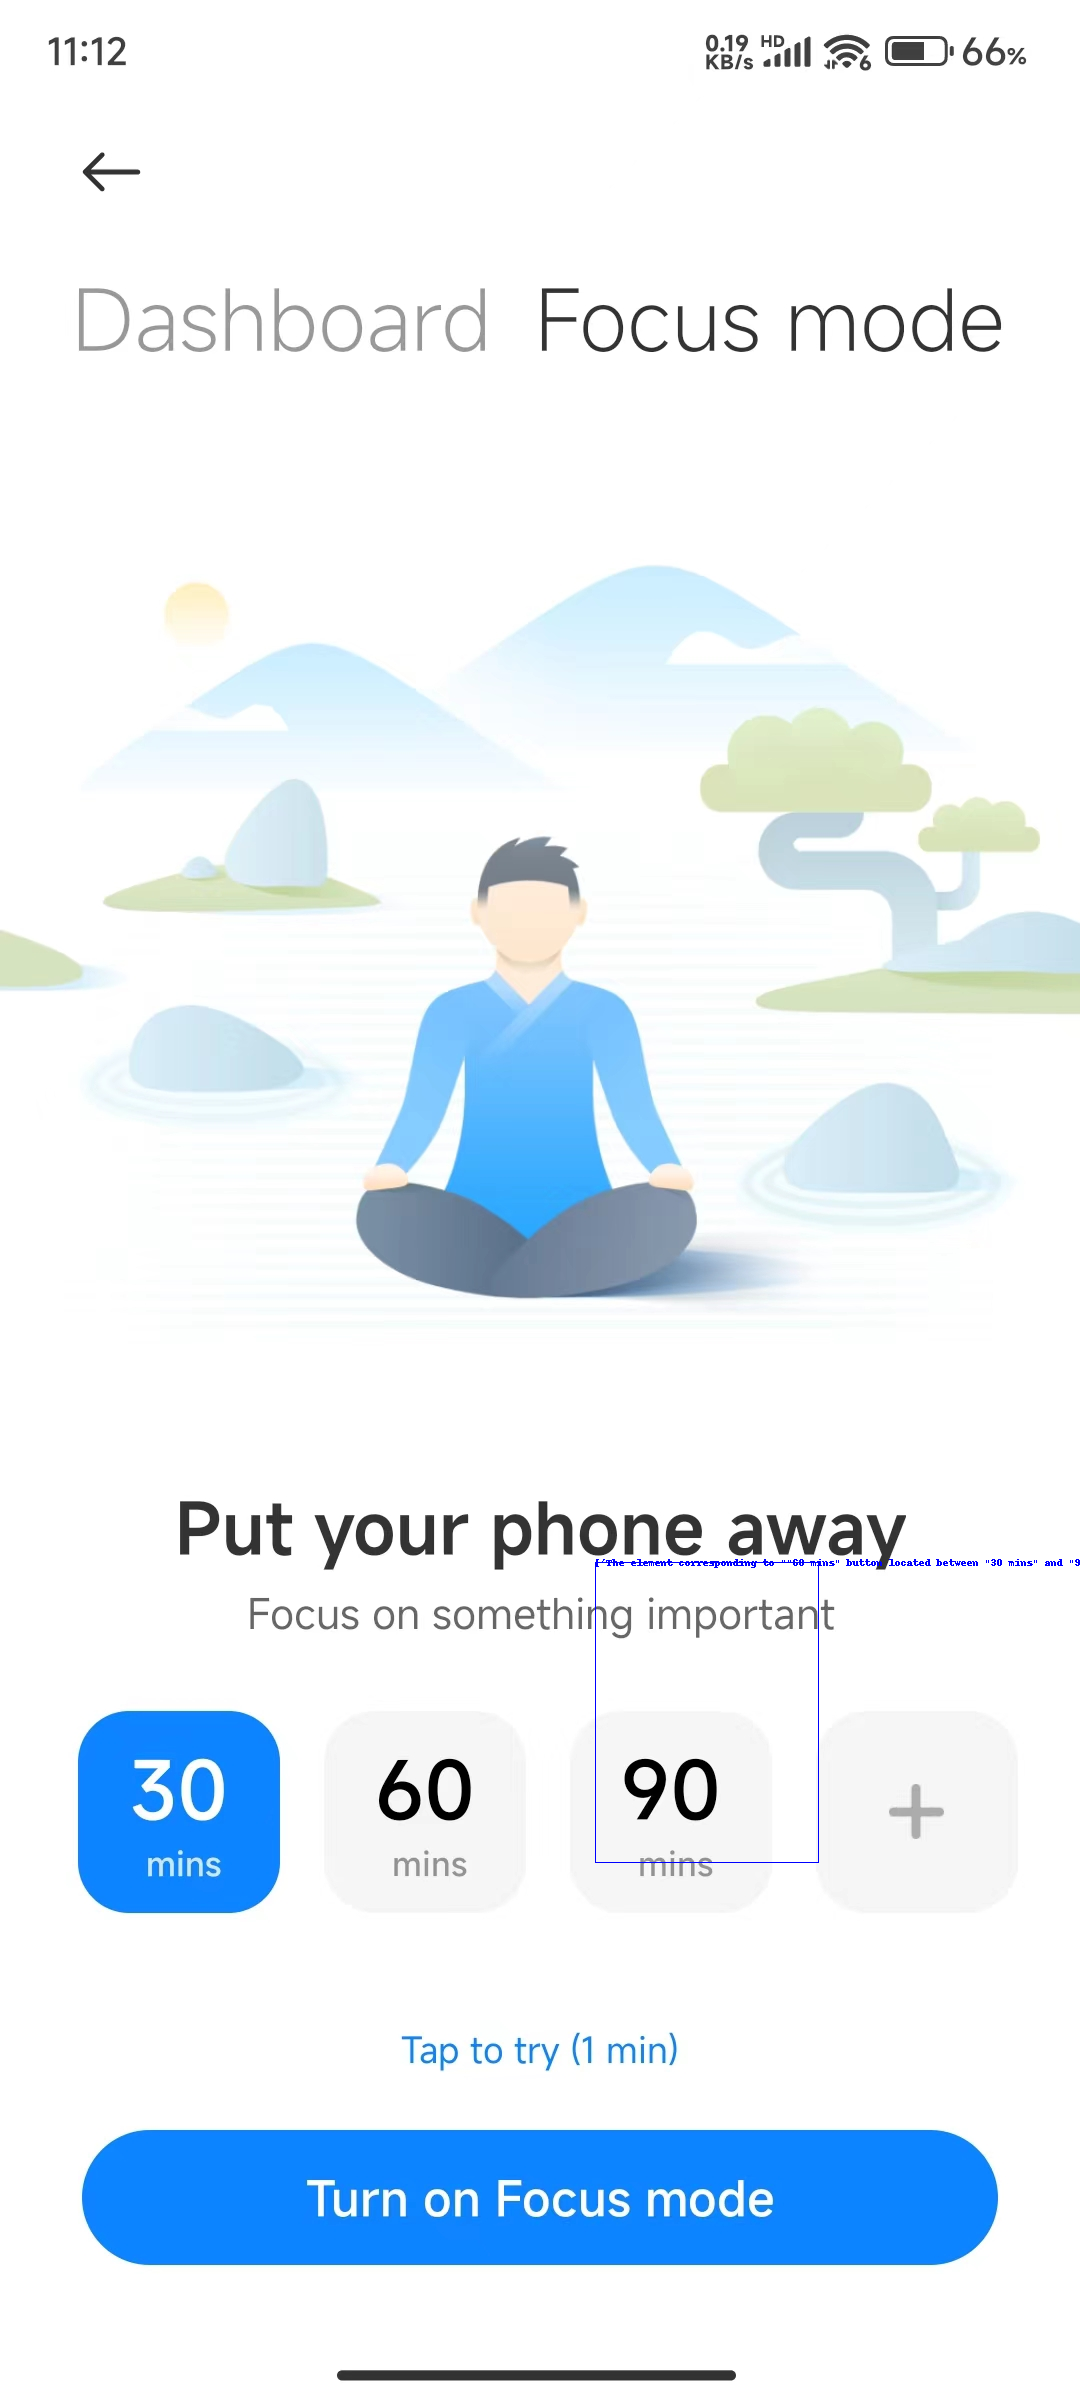 11:12
0.19 KB/s HD 6 66%
Dashboard Focus mode
Put your phone away
['The element corresponding to ""60 mins" button located between "30 mins" and "9
Focus on something important
30 60 90 +
mins mins mins
Tap to try (1 min)
Turn on Focus mode